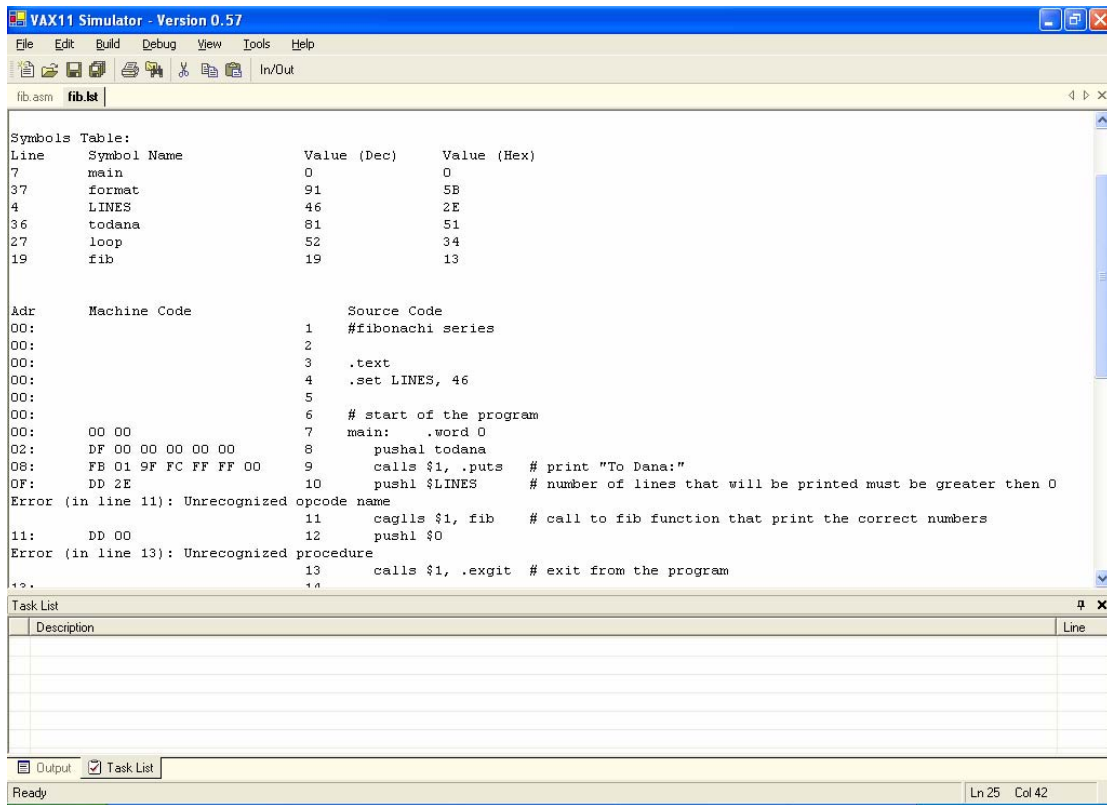 VAX11 Simulator - Version 0.57
File Edit Build Debug View Tools Help
In/Out
fib.asm fib.lst
Symbols Table:
Line Symbol Name Value (Dec) Value (Hex)
7 main 0 0
37 format 91 5B
4 LINES 46 2E
36 todana 81 51
27 loop 52 34
19 fib 19 13
Adr Machine Code Source Code
00: 1 #fibonachi series
00: 2
00: 3 .text
00: 4 .set LINES, 46
00: 5
00: 6 # start of the program
00: 00 00 7 main: .word 0
02: DF 00 00 00 00 00 8 pushal todana
08: FB 01 9F FC FF FF 00 9 calls $1, .puts # print "To Dana:"
0F: DD 2E 10 pushl $LINES # number of lines that will be printed must be greater then 0
Error (in line 11): Unrecognized opcode name
11 caglls $1, fib # call to fib function that print the correct numbers
11: DD 00 12 pushl $0
Error (in line 13): Unrecognized procedure
13 calls $1, .exgit # exit from the program
13: 14
Task List
Description Line
Output Task List
Ready Ln 25 Col 42